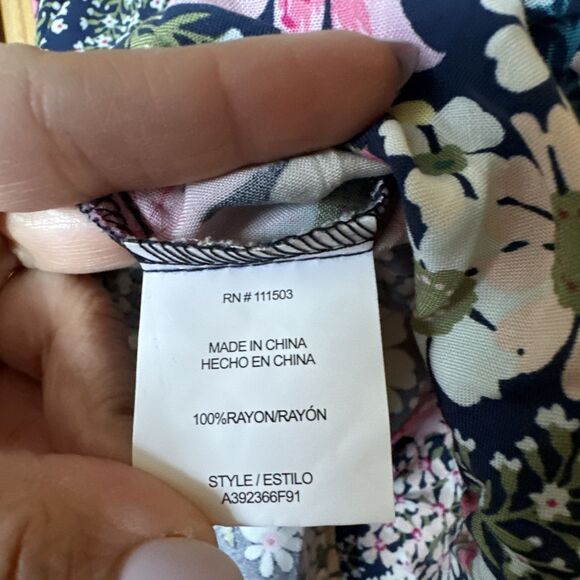 RN # 111503
MADE IN CHINA
HECHO EN CHINA
100%RAYON/RAYÓN
STYLE / ESTILO
A392366F91